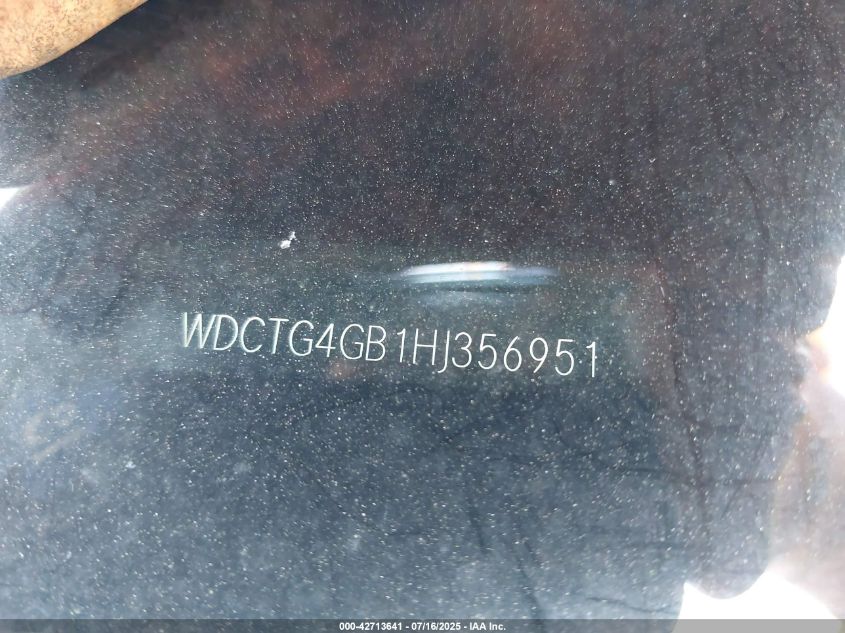 WDCTG4GB1HJ356951
000-42713641 - 07/16/2025 - IAA Inc.